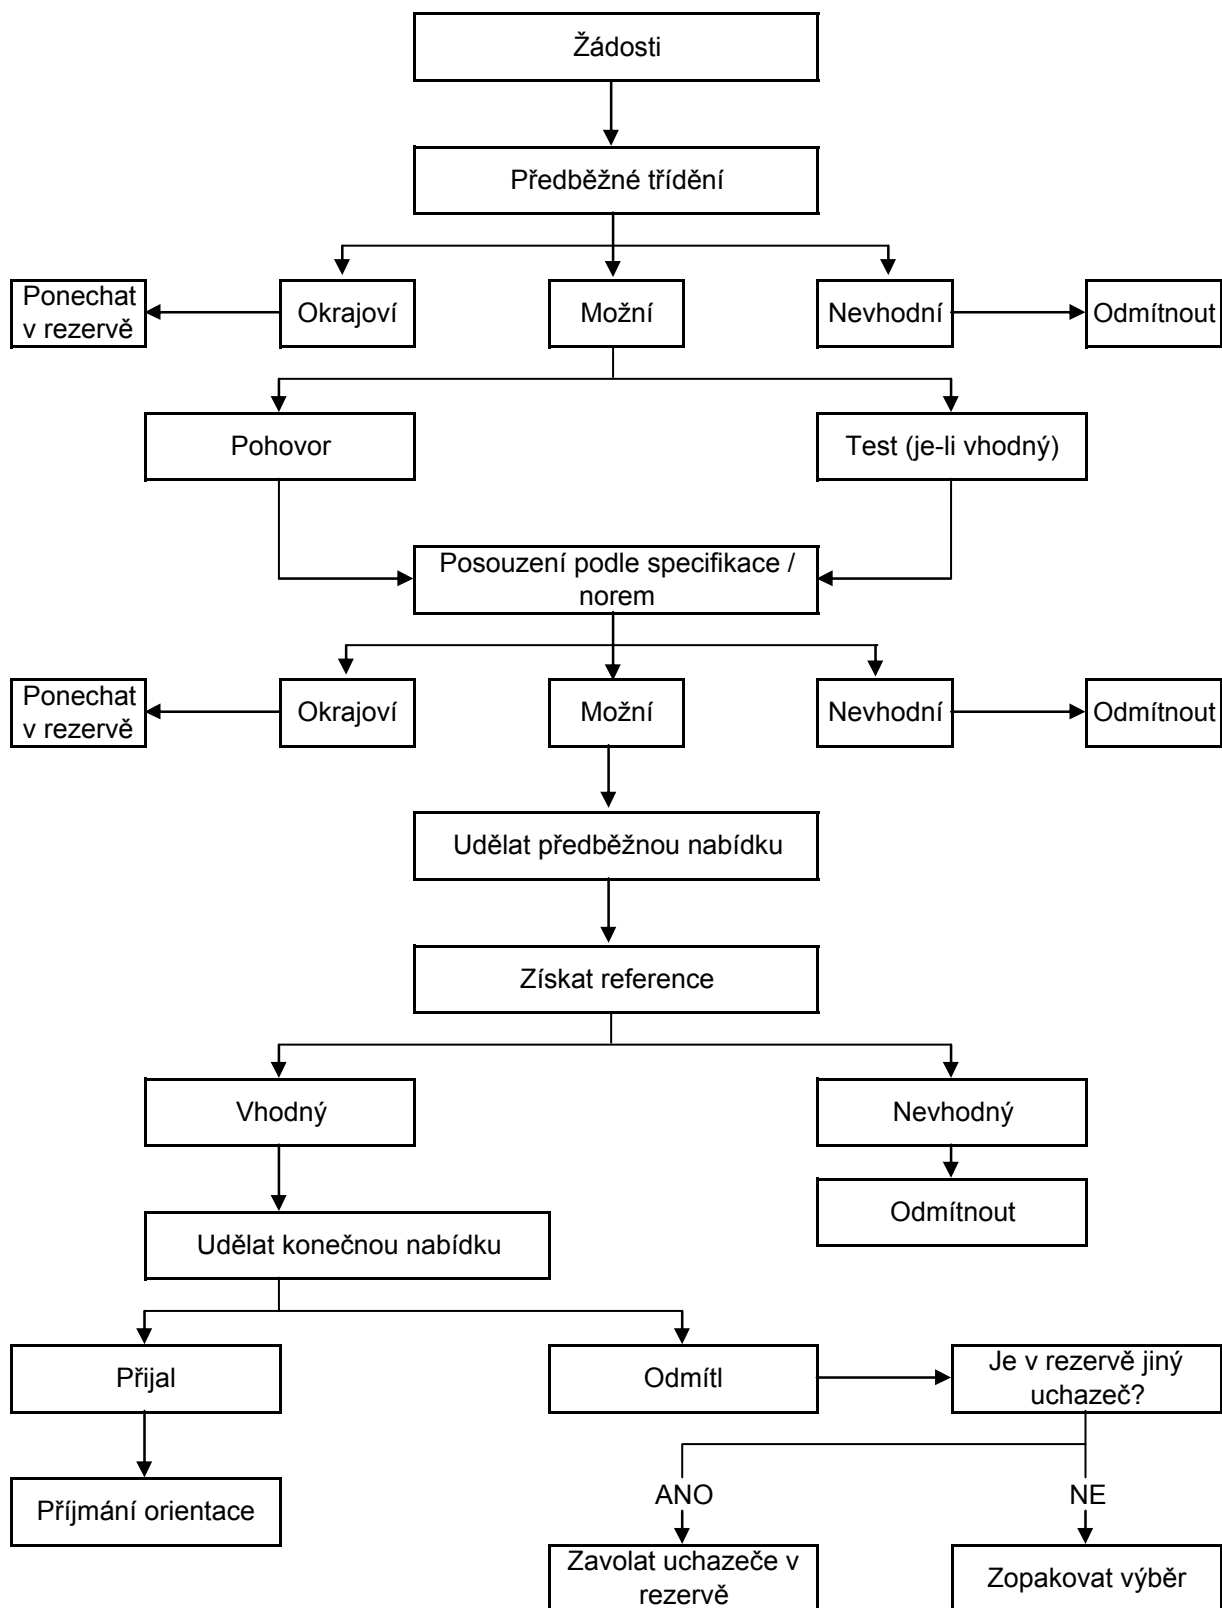 Žádosti
Předběžné třídění
Ponechat
v rezervě
Okrajoví
Možní
Nevhodní
Odmítnout
Pohovor
Test (je-li vhodný)
Posouzení podle specifikace /
norem
Ponechat
v rezervě
Okrajoví
Možní
Nevhodní
Odmítnout
Udělat předběžnou nabídku
Získat reference
Vhodný
Nevhodný
Odmítnout
Udělat konečnou nabídku
Přijal
Odmítl
Je v rezervě jiný
uchazeč?
Příjmání orientace
ANO
NE
Zavolat uchazeče v
rezervě
Zopakovat výběr